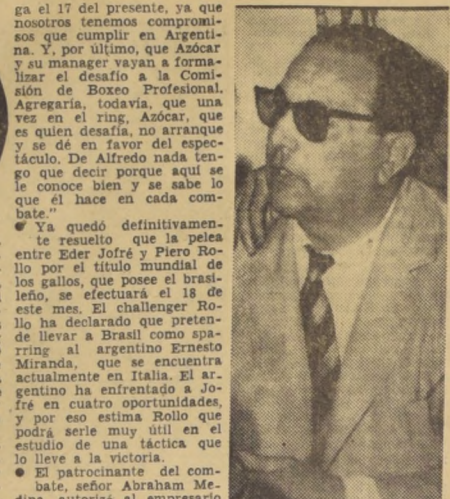 ga el 17 del presente, ya que
nosotros tenemos compromi-
sos que cumplir en Argenti-
na. Y, por último, que Azócar
y su manager vayan a forma-
lizar el desafío a la Comi-
sión de Boxeo Profesional.
Agregaría, todavía, que una
vez en el ring, Azócar, que
es quien desafía, no arranque
y se dé en favor del espec-
táculo. De Alfredo nada ten-
go que decir porque aquí se
le conoce bien y se sabe lo
que él hace en cada com-
bate."
● Ya quedó definitivamen-
te resuelto que la pelea
entre Eder Jofré y Piero Ro-
llo por el título mundial de
los gallos, que posee el brasi-
leño, se efectuará el 18 de
este mes. El challenger Ro-
llo ha declarado que preten-
de llevar a Brasil como spa-
rring al argentino Ernesto
Miranda, que se encuentra
actualmente en Italia. El ar-
gentino ha enfrentado a Jo-
fré en cuatro oportunidades,
y por eso estima Rollo que
podrá serle muy útil en el
estudio de una táctica que
lo lleve a la victoria.
● El patrocinante del com-
bate, señor Abraham Me-
dina, autorizó al empresario